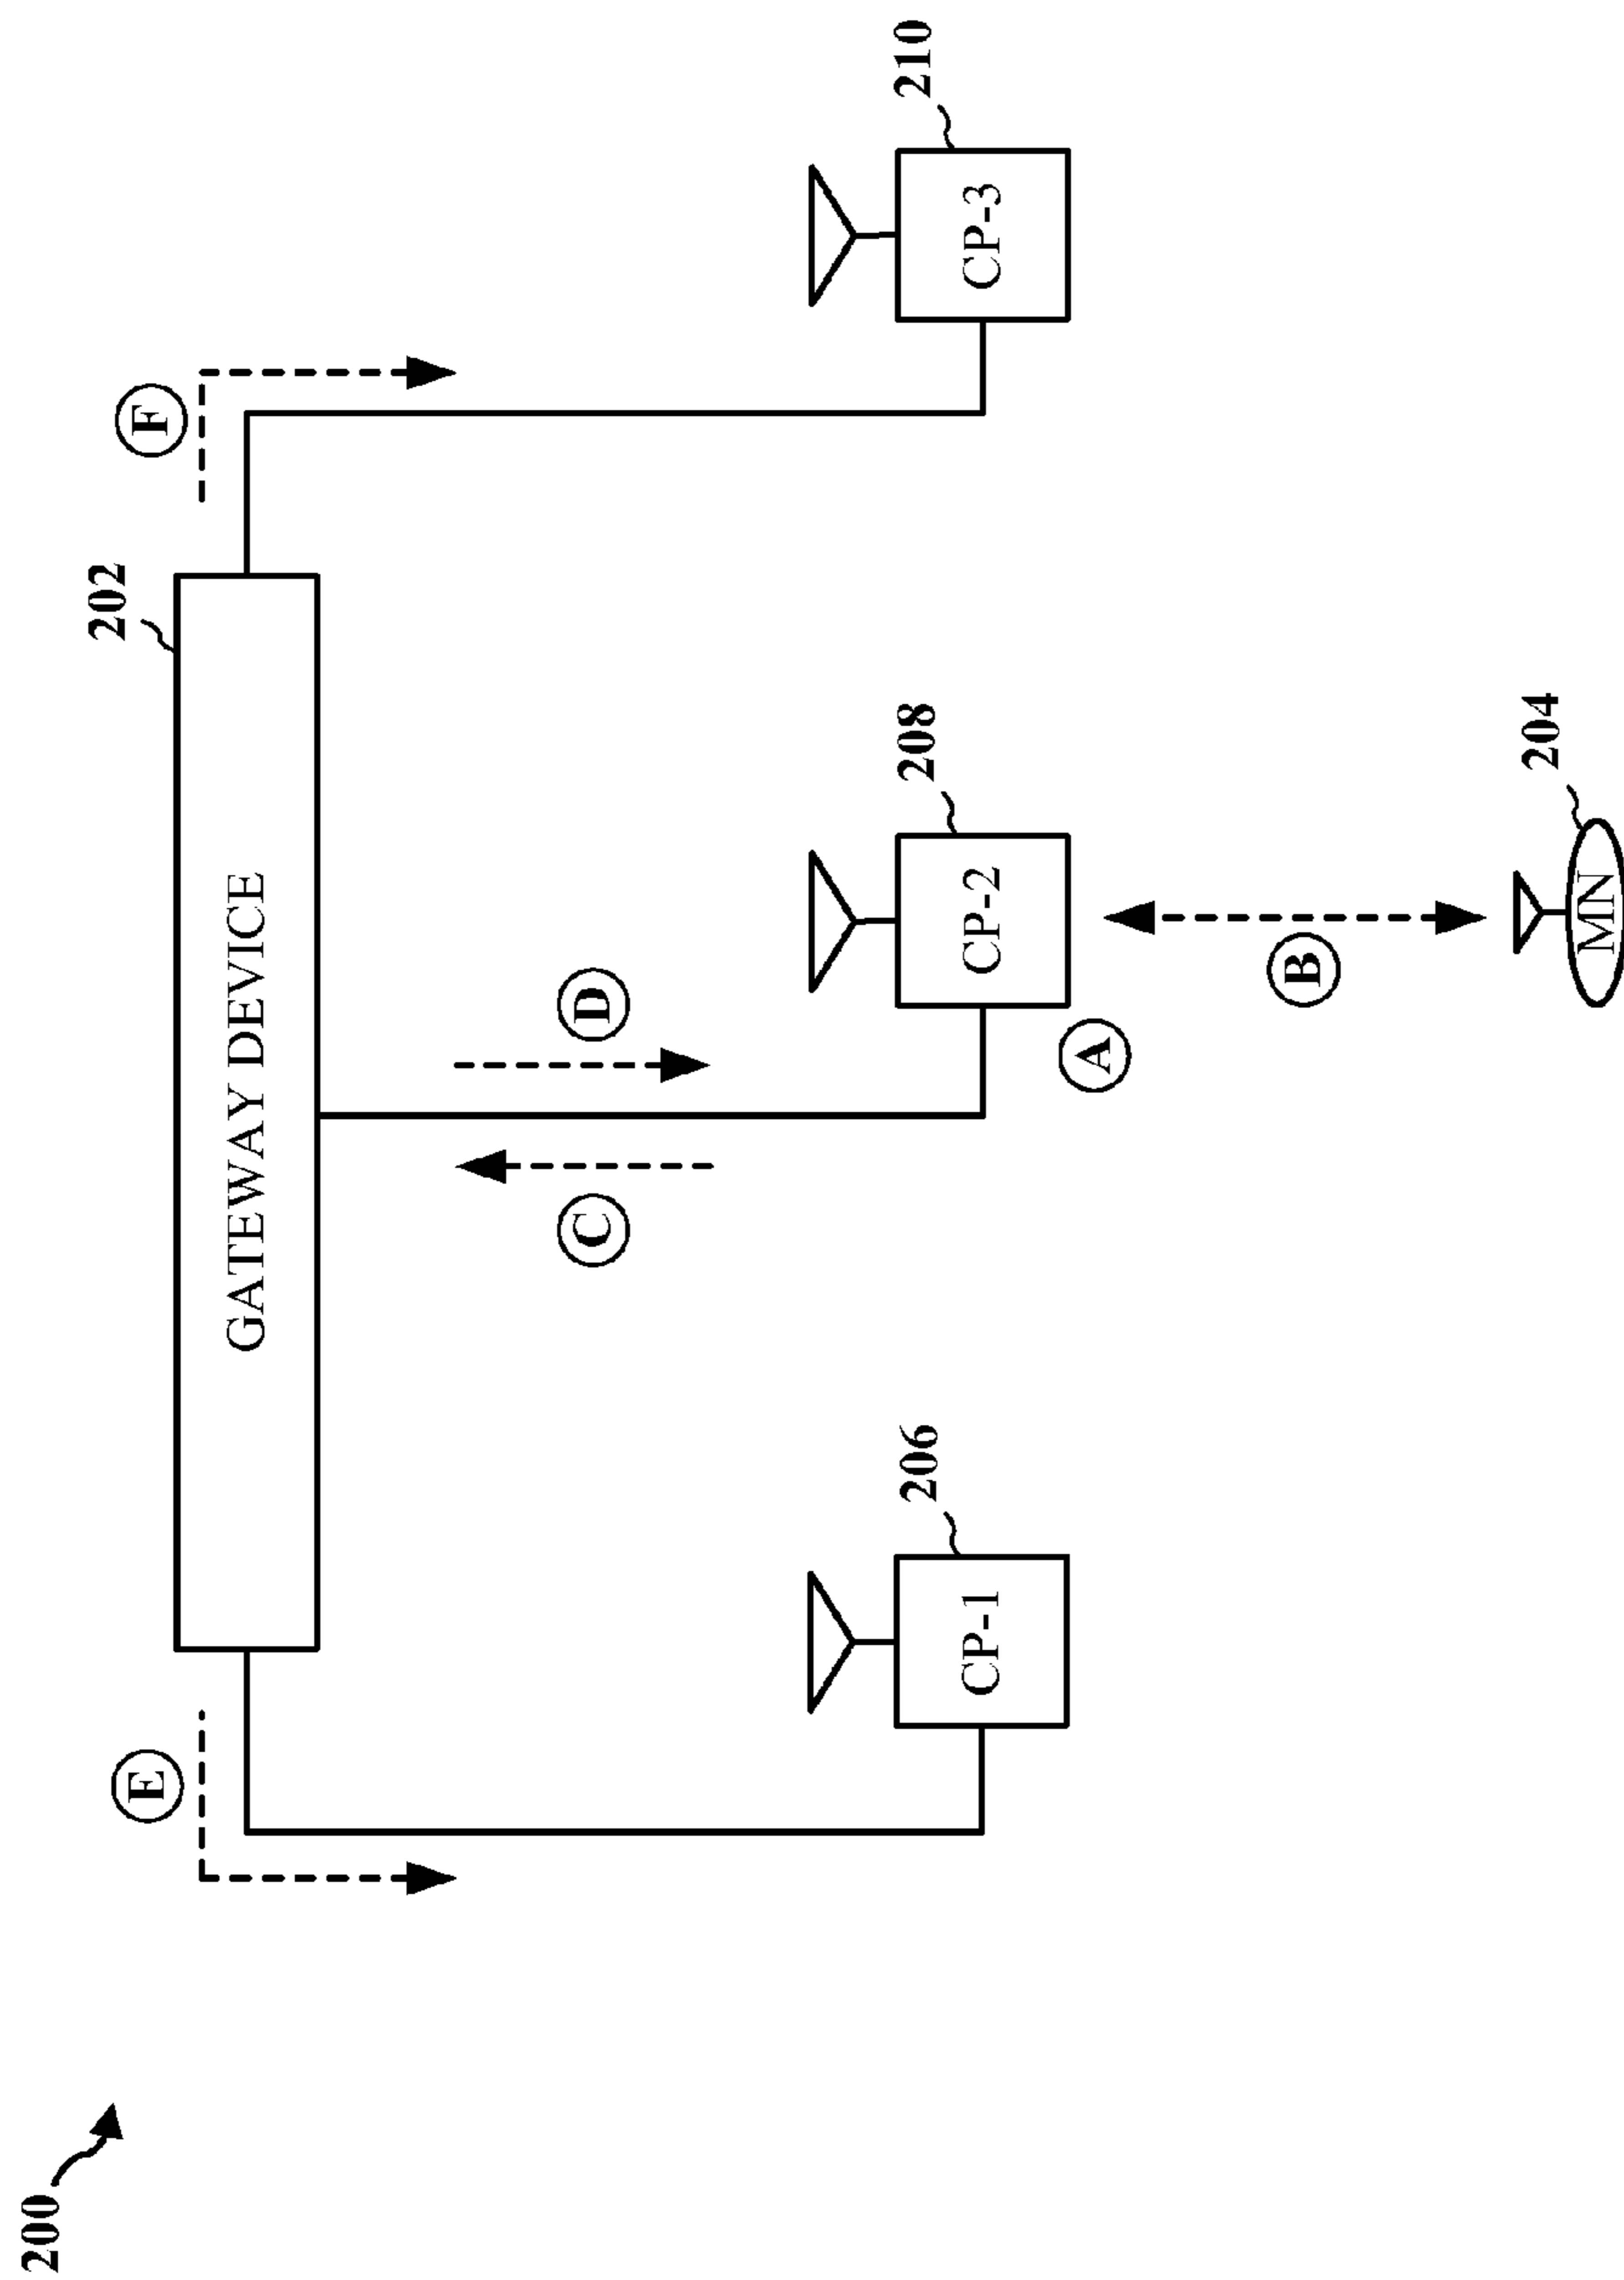 200
202
E
F
GATEWAY DEVICE
C
D
206
208
210
CP-1
CP-2
CP-3
A
B
204
MN